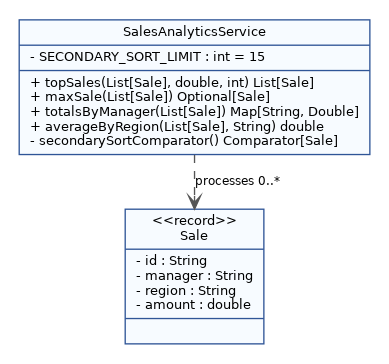 SalesAnalyticsService
- SECONDARY_SORT_LIMIT : int = 15
+ topSales(List[Sale], double, int) List[Sale]
+ maxSale(List[Sale]) Optional[Sale]
+ totalsByManager(List[Sale]) Map[String, Double]
+ averageByRegion(List[Sale], String) double
- secondarySortComparator() Comparator[Sale]
processes 0..*
<<record>>
Sale
- id : String
- manager : String
- region : String
- amount : double